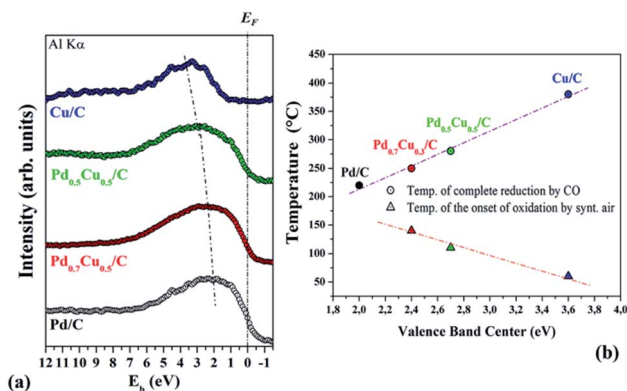 E_F
Al Kα
Cu/C
Pd0.5Cu0.5/C
Pd0.7Cu0.5/C
Pd/C
Intensity (arb. units)
12 11 10 9 8 7 6 5 4 3 2 1 0 -1
E_b (eV)
(a)
450
400
350
300
250
200
150
100
50
Temperature (°C)
Cu/C
Pd0.5Cu0.5/C
Pd0.7Cu0.3/C
Pd/C
Temp. of complete reduction by CO
Temp. of the onset of oxidation by synt. air
2,0 2,2 2,4 2,6 2,8 3,0 3,2 3,4 3,6 3,8 4,0
Valence Band Center (eV)
(b)